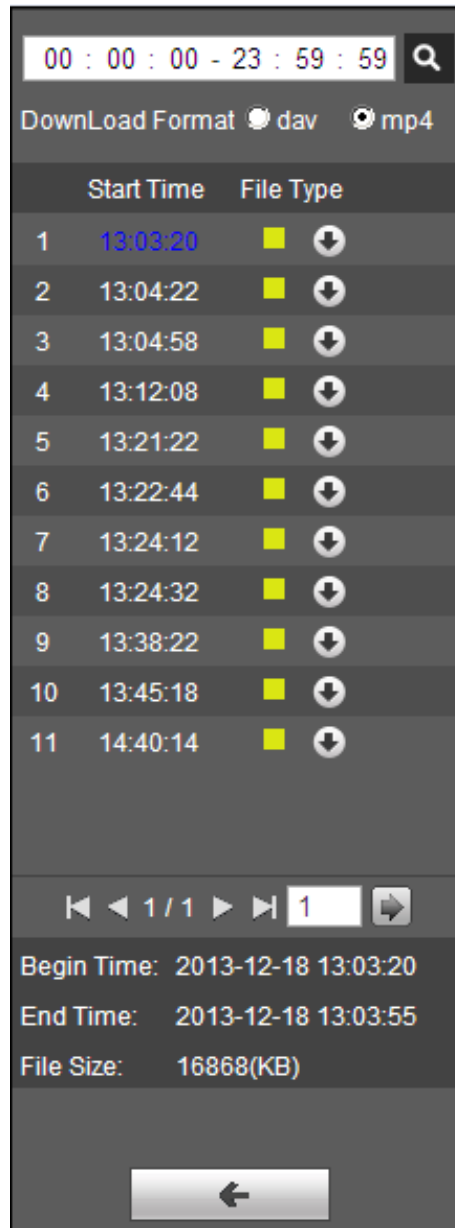 00 : 00 : 00 - 23 : 59 : 59
DownLoad Format dav mp4
Start Time File Type
1 13:03:20
2 13:04:22
3 13:04:58
4 13:12:08
5 13:21:22
6 13:22:44
7 13:24:12
8 13:24:32
9 13:38:22
10 13:45:18
11 14:40:14
1 / 1 1
Begin Time: 2013-12-18 13:03:20
End Time: 2013-12-18 13:03:55
File Size: 16868(KB)